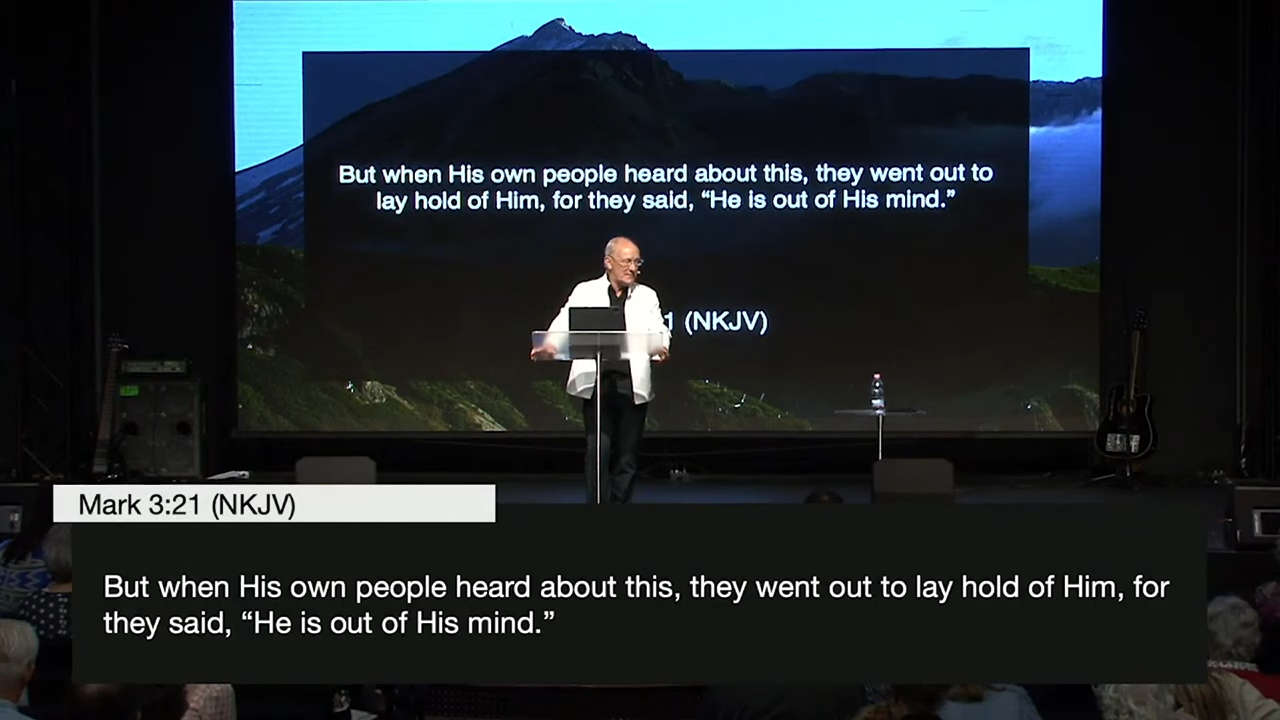 But when His own people heard about this, they went out to
lay hold of Him, for they said, “He is out of His mind.”
1 (NKJV)
Mark 3:21 (NKJV)
But when His own people heard about this, they went out to lay hold of Him, for
they said, “He is out of His mind.”